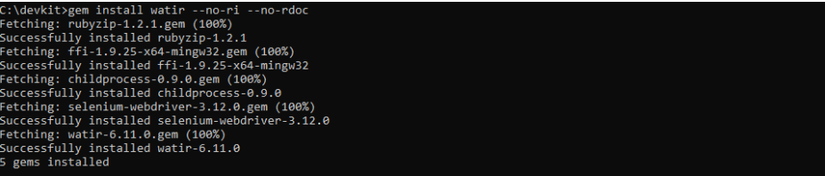 C:\devkit>gem install watir --no-ri --no-rdoc
Fetching: rubyzip-1.2.1.gem (100%)
Successfully installed rubyzip-1.2.1
Fetching: ffi-1.9.25-x64-mingw32.gem (100%)
Successfully installed ffi-1.9.25-x64-mingw32
Fetching: childprocess-0.9.0.gem (100%)
Successfully installed childprocess-0.9.0
Fetching: selenium-webdriver-3.12.0.gem (100%)
Successfully installed selenium-webdriver-3.12.0
Fetching: watir-6.11.0.gem (100%)
Successfully installed watir-6.11.0
5 gems installed